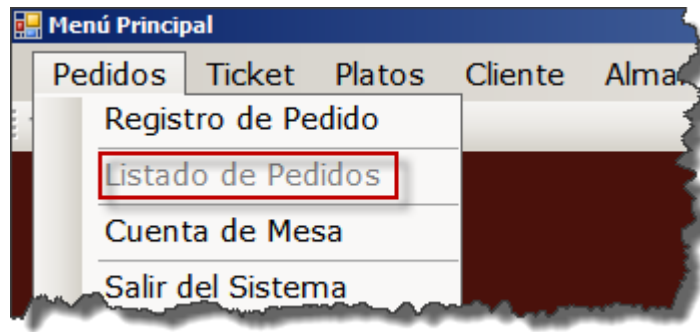 Menú Principal
Pedidos Ticket Platos Cliente
Registro de Pedido
Listado de Pedidos
Cuenta de Mesa
Salir del Sistema